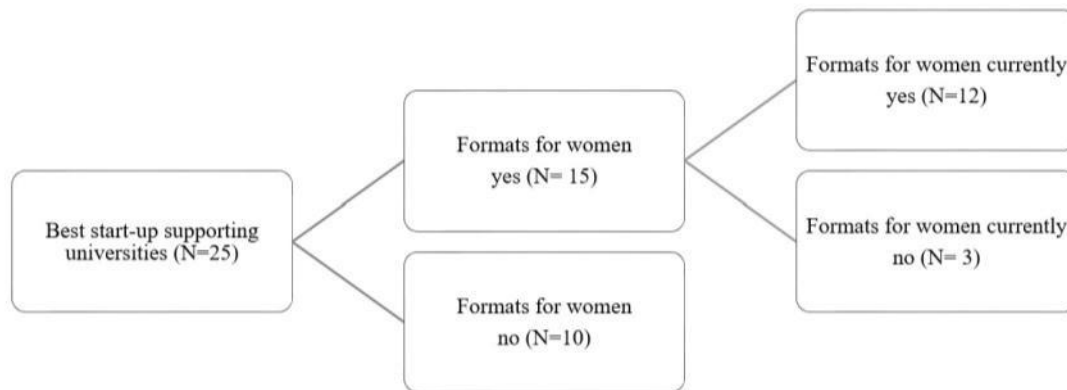 Best start-up supporting
universities (N=25)
Formats for women
yes (N= 15)
Formats for women
no (N=10)
Formats for women currently
yes (N=12)
Formats for women currently
no (N= 3)